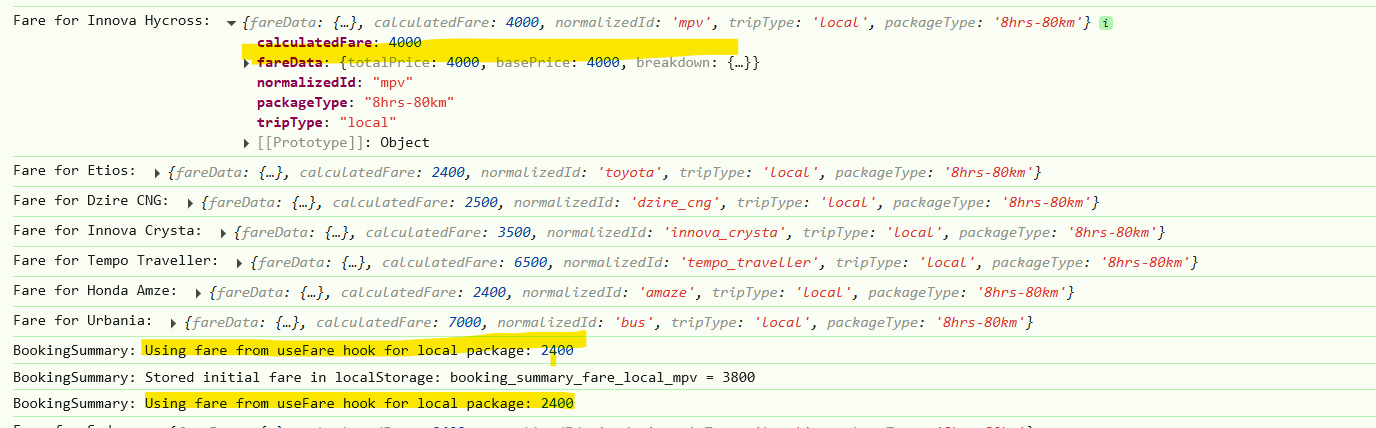 Fare for Innova Hycross: {fareData: {…}, calculatedFare: 4000, normalizedId: 'mpv', tripType: 'local', packageType: '8hrs-80km'} i
calculatedFare: 4000
fareData: {totalPrice: 4000, basePrice: 4000, breakdown: {…}}
normalizedId: "mpv"
packageType: "8hrs-80km"
tripType: "local"
[[Prototype]]: Object
Fare for Etios: {fareData: {…}, calculatedFare: 2400, normalizedId: 'toyota', tripType: 'local', packageType: '8hrs-80km'}
Fare for Dzire CNG: {fareData: {…}, calculatedFare: 2500, normalizedId: 'dzire_cng', tripType: 'local', packageType: '8hrs-80km'}
Fare for Innova Crysta: {fareData: {…}, calculatedFare: 3500, normalizedId: 'innova_crysta', tripType: 'local', packageType: '8hrs-80km'}
Fare for Tempo Traveller: {fareData: {…}, calculatedFare: 6500, normalizedId: 'tempo_traveller', tripType: 'local', packageType: '8hrs-80km'}
Fare for Honda Amze: {fareData: {…}, calculatedFare: 2400, normalizedId: 'amaze', tripType: 'local', packageType: '8hrs-80km'}
Fare for Urbania: {fareData: {…}, calculatedFare: 7000, normalizedId: 'bus', tripType: 'local', packageType: '8hrs-80km'}
BookingSummary: Using fare from useFare hook for local package: 2400
BookingSummary: Stored initial fare in localStorage: booking_summary_fare_local_mpv = 3800
BookingSummary: Using fare from useFare hook for local package: 2400